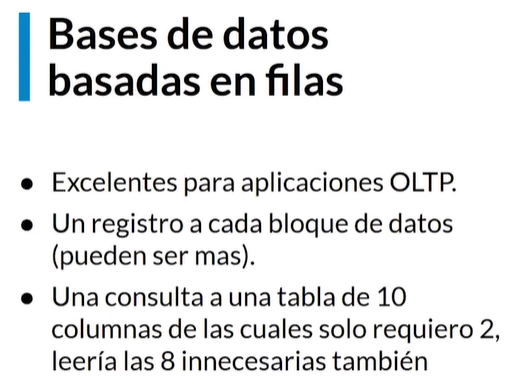 Bases de datos
basadas en filas
● Excelentes para aplicaciones OLTP.
● Un registro a cada bloque de datos
(pueden ser mas).
● Una consulta a una tabla de 10
columnas de las cuales solo requiero 2,
leería las 8 innecesarias también